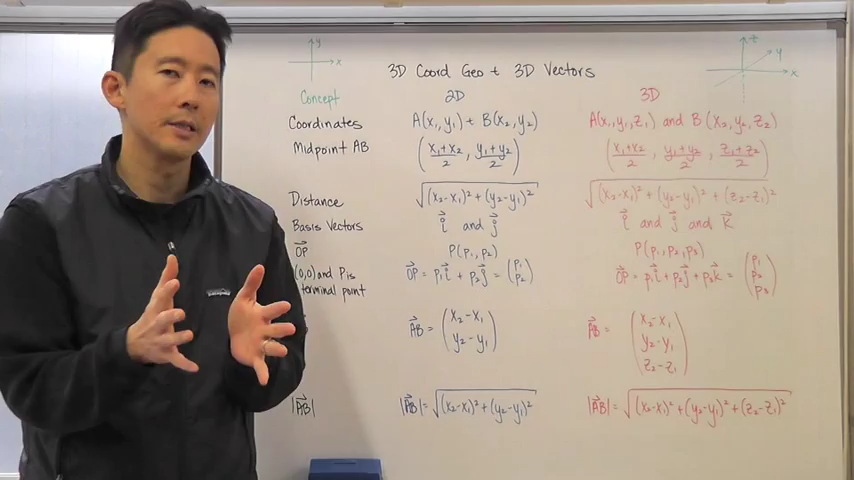 y
x
3D Coord Geo + 3D Vectors
z
y
x
Concept 2D 3D
Coordinates A(x₁,y₁) + B(x₂,y₂) A(x₁,y₁,z₁) and B(x₂,y₂,z₂)
Midpoint AB ((x₁+x₂)/2, (y₁+y₂)/2) ((x₁+x₂)/2, (y₁+y₂)/2, (z₁+z₂)/2)
Distance √((x₂-x₁)²+(y₂-y₁)²) √((x₂-x₁)²+(y₂-y₁)²+(z₂-z₁)²
Basis Vectors i⃗ and j⃗ i⃗ and j⃗ and k⃗
OP⃗ P(p₁,p₂) P(p₁,p₂,p₃)
(0,0) and P is OP⃗ = p₁i⃗ + p₂j⃗ = (p₁ p₂) OP⃗ = p₁i⃗ + p₂j⃗ + p₃k⃗ = (p₁ p₂ p₃)
terminal point
AB⃗ = (x₂-x₁ y₂-y₁) AB⃗ = (x₂-x₁ y₂-y₁ z₂-z₁)
|AB⃗| |AB⃗| = √((x₂-x₁)²+(y₂-y₁)²) |AB⃗| = √((x₂-x₁)²+(y₂-y₁)²+(z₂-z₁)²